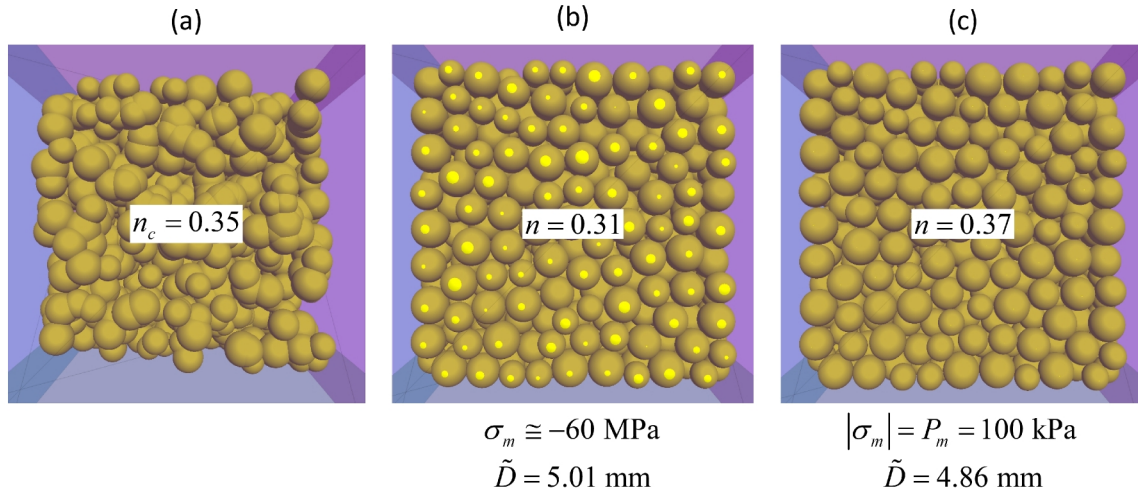 (a)
(b)
(c)
n_c = 0.35
n = 0.31
n = 0.37
σ_m ≅ −60 MPa
|σ_m| = P_m = 100 kPa
D̃ = 5.01 mm
D̃ = 4.86 mm